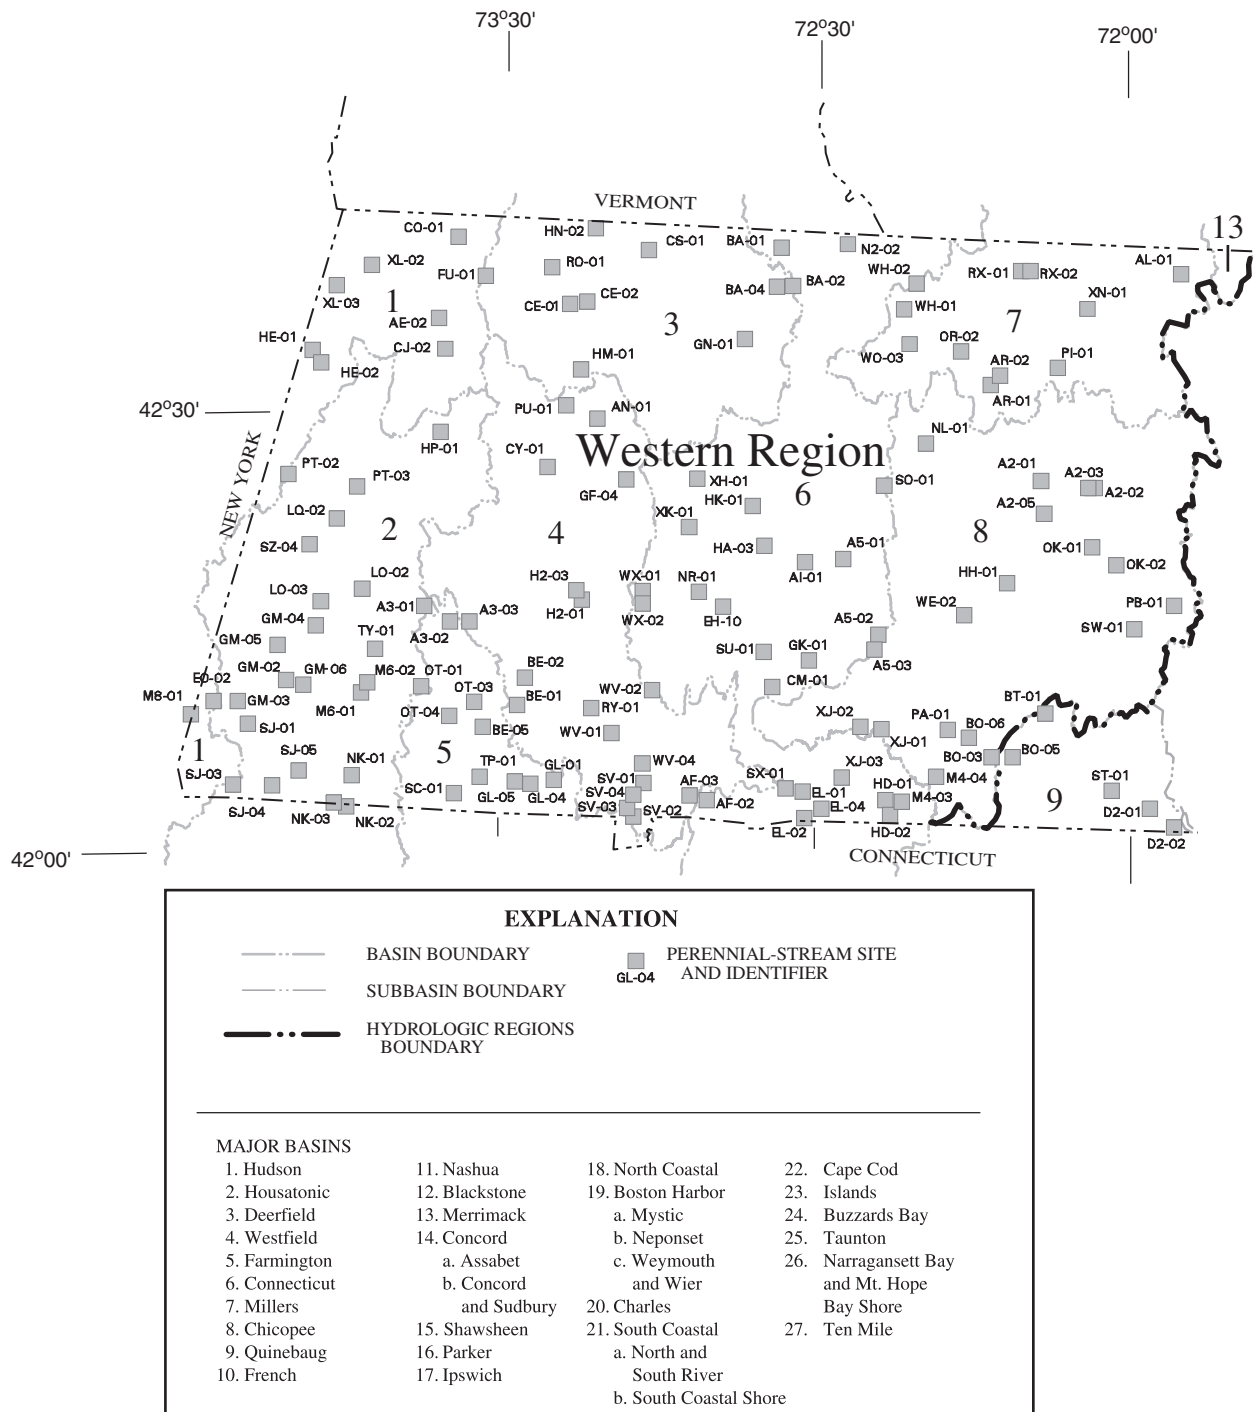 73°30'
72°30'
72°00'
VERMONT
13
CO-01
HN-02
CS-01
BA-01
N2-02
XL-02
RO-01
FU-01
WH-02
RX-01
RX-02
AL-01
XL-03
1
CE-01
CE-02
BA-04
BA-02
WH-01
XN-01
AE-02
3
7
HE-01
CJ-02
GN-01
OR-02
WO-03
HE-02
HM-01
AR-02
PI-01
42°30'
PU-01
AN-01
AR-01
HP-01
NL-01
CY-01
Western Region
NEW YORK
PT-02
PT-03
GF-04
XH-01
HK-01
6
SO-01
A2-01
A2-03
A2-02
LQ-02
2
4
XK-01
A2-05
8
SZ-04
HA-03
A5-01
OK-01
LO-02
H2-03
WX-01
NR-01
AI-01
HH-01
OK-02
LO-03
A3-01
A3-03
H2-01
WX-02
EH-10
WE-02
PB-01
GM-04
A3-02
A5-02
SW-01
GM-05
TY-01
SU-01
GK-01
A5-03
GM-02
GM-06
M6-02
OT-01
BE-02
CM-01
EO-02
M8-01
GM-03
M6-01
OT-03
BE-01
RY-01
WV-02
BT-01
OT-04
SJ-01
BE-05
WV-01
XJ-02
XJ-01
PA-01
BO-06
1
SJ-05
NK-01
5
TP-01
GL-01
WV-04
SX-01
XJ-03
BO-03
BO-05
SJ-03
SC-01
SV-01
AF-03
HD-01
M4-04
ST-01
SJ-04
GL-05
GL-04
SV-04
AF-02
EL-01
M4-03
9
NK-03
NK-02
SV-03
SV-02
EL-04
D2-01
EL-02
HD-02
D2-02
42°00'
CONNECTICUT
EXPLANATION
BASIN BOUNDARY
SUBBASIN BOUNDARY
HYDROLOGIC REGIONS
BOUNDARY
GL-04
PERENNIAL-STREAM SITE
AND IDENTIFIER
MAJOR BASINS
1. Hudson
2. Housatonic
3. Deerfield
4. Westfield
5. Farmington
6. Connecticut
7. Millers
8. Chicopee
9. Quinebaug
10. French
11. Nashua
12. Blackstone
13. Merrimack
14. Concord
a. Assabet
b. Concord
and Sudbury
15. Shawsheen
16. Parker
17. Ipswich
18. North Coastal
19. Boston Harbor
a. Mystic
b. Neponset
c. Weymouth
and Wier
20. Charles
21. South Coastal
a. North and
South River
b. South Coastal Shore
22. Cape Cod
23. Islands
24. Buzzards Bay
25. Taunton
26. Narragansett Bay
and Mt. Hope
Bay Shore
27. Ten Mile